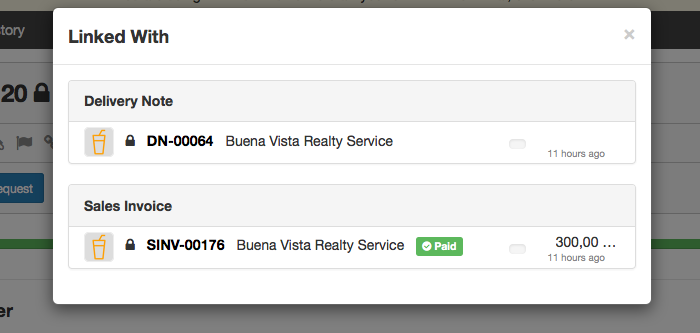 Linked With
×
tory
20
equest
er
Delivery Note
DN-00064 Buena Vista Realty Service
11 hours ago
Sales Invoice
SINV-00176 Buena Vista Realty Service Paid 300,00 ...
11 hours ago